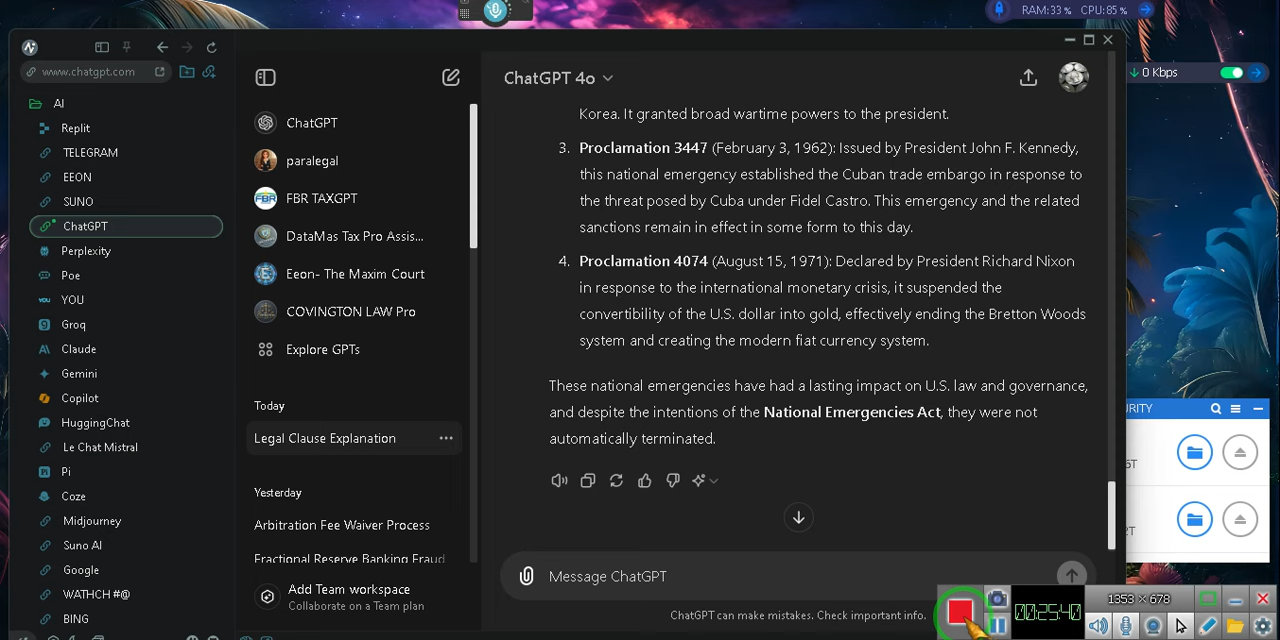 RAM:33 % CPU:85 %
www.chatgpt.com
AI
Replit
TELEGRAM
EEON
SUNO
ChatGPT
Perplexity
Poe
YOU
YOU
Groq
Claude
Gemini
Copilot
HuggingChat
Le Chat Mistral
Pi
Coze
Midjourney
Suno AI
Google
WATHCH #@
BING
ChatGPT
paralegal
FBR
FBR TAXGPT
DataMas Tax Pro Assis...
Eeon- The Maxim Court
COVINGTON LAW Pro
Explore GPTs
Today
Legal Clause Explanation
Yesterday
Arbitration Fee Waiver Process
Fractional Reserve Banking Fraud
Add Team workspace
Collaborate on a Team plan
ChatGPT 4o
Korea. It granted broad wartime powers to the president.
3. Proclamation 3447 (February 3, 1962): Issued by President John F. Kennedy,
this national emergency established the Cuban trade embargo in response to
the threat posed by Cuba under Fidel Castro. This emergency and the related
sanctions remain in effect in some form to this day.
4. Proclamation 4074 (August 15, 1971): Declared by President Richard Nixon
in response to the international monetary crisis, it suspended the
convertibility of the U.S. dollar into gold, effectively ending the Bretton Woods
system and creating the modern fiat currency system.
These national emergencies have had a lasting impact on U.S. law and governance,
and despite the intentions of the National Emergencies Act, they were not
automatically terminated.
Message ChatGPT
ChatGPT can make mistakes. Check important info.
0 Kbps
RITY
ST
00:25:40
1353 × 678